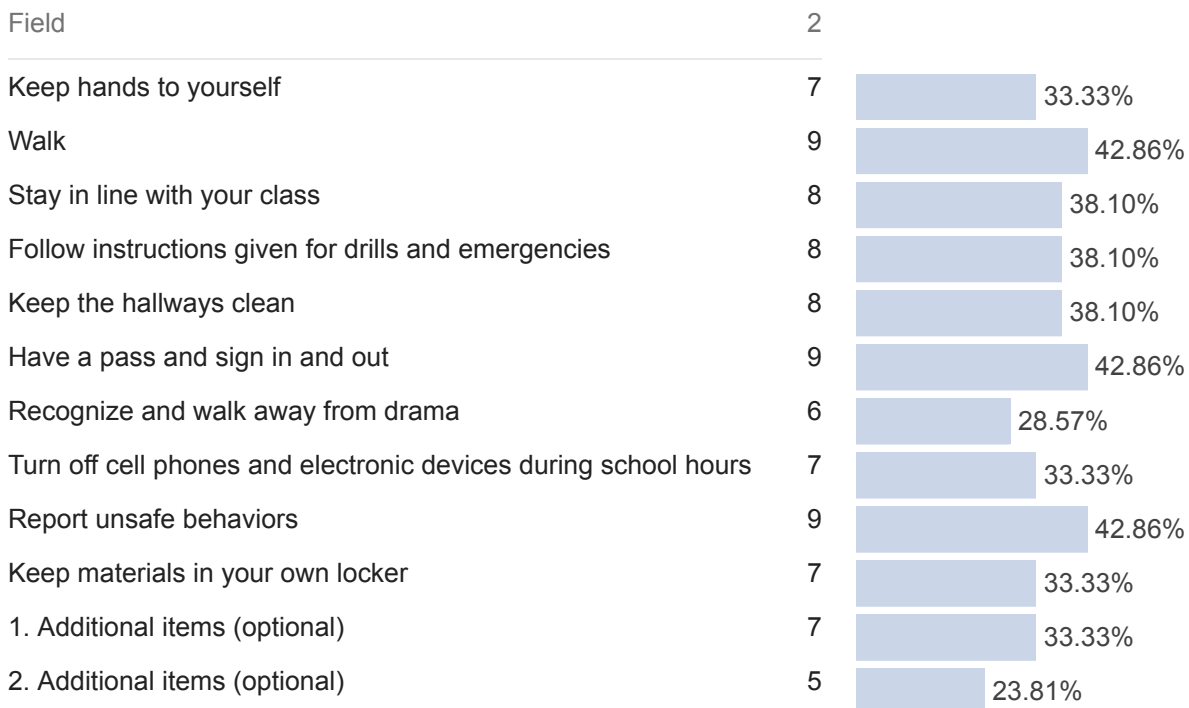 Field 2
Keep hands to yourself 7 33.33%
Walk 9 42.86%
Stay in line with your class 8 38.10%
Follow instructions given for drills and emergencies 8 38.10%
Keep the hallways clean 8 38.10%
Have a pass and sign in and out 9 42.86%
Recognize and walk away from drama 6 28.57%
Turn off cell phones and electronic devices during school hours 7 33.33%
Report unsafe behaviors 9 42.86%
Keep materials in your own locker 7 33.33%
1. Additional items (optional) 7 33.33%
2. Additional items (optional) 5 23.81%